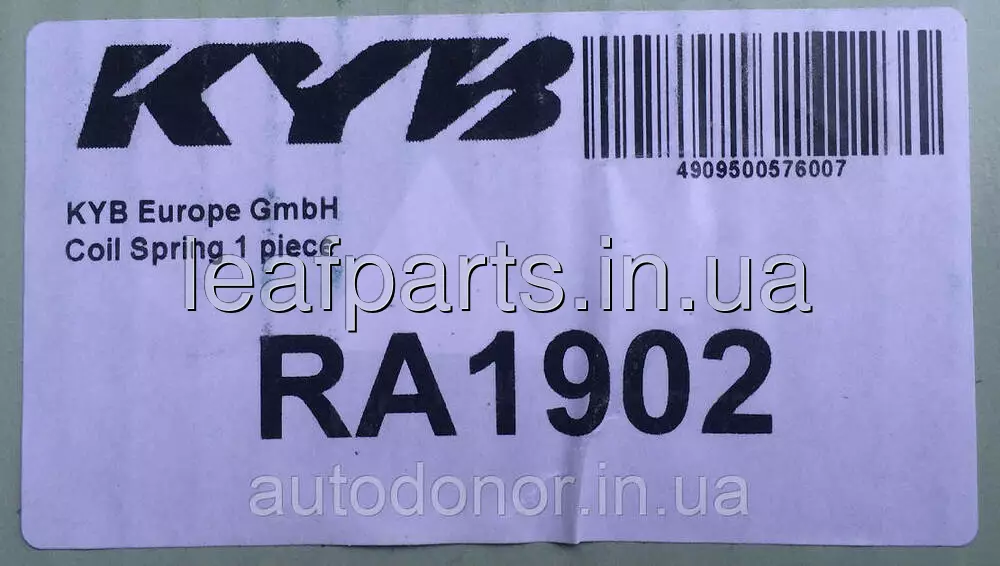 KYB
4909500576007
KYB Europe GmbH
Coil Spring 1 piece
leafparts.in.ua
RA1902
autodonor.in.ua